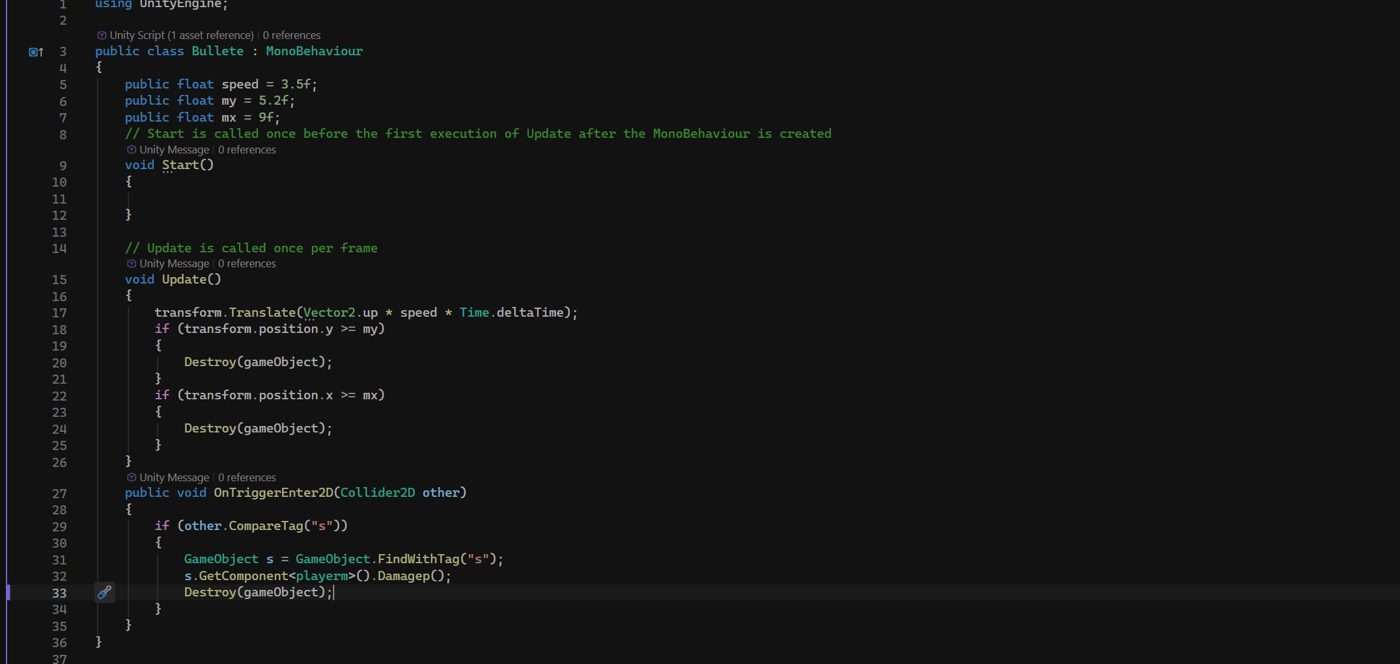 1 using UnityEngine;
2
Unity Script (1 asset reference) | 0 references
3 public class Bullete : MonoBehaviour
4 {
5 public float speed = 3.5f;
6 public float my = 5.2f;
7 public float mx = 9f;
8 // Start is called once before the first execution of Update after the MonoBehaviour is created
Unity Message | 0 references
9 void Start()
10 {
11
12 }
13
14 // Update is called once per frame
Unity Message | 0 references
15 void Update()
16 {
17 transform.Translate(Vector2.up * speed * Time.deltaTime);
18 if (transform.position.y >= my)
19 {
20 Destroy(gameObject);
21 }
22 if (transform.position.x >= mx)
23 {
24 Destroy(gameObject);
25 }
26 }
Unity Message | 0 references
27 public void OnTriggerEnter2D(Collider2D other)
28 {
29 if (other.CompareTag("s"))
30 {
31 GameObject s = GameObject.FindWithTag("s");
32 s.GetComponent<playerm>().Damagep();
33 Destroy(gameObject);
34 }
35 }
36 }
37